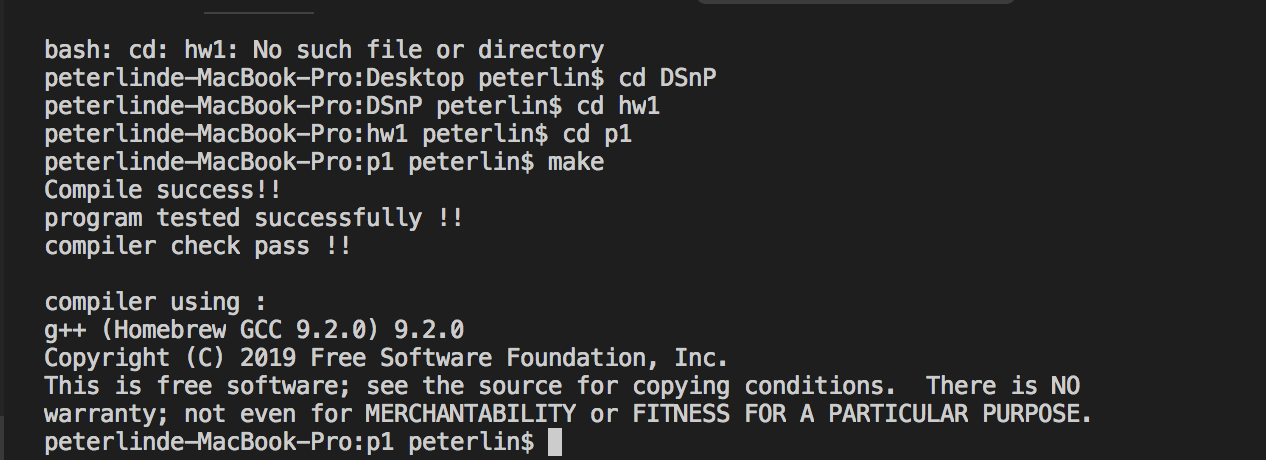 bash: cd: hw1: No such file or directory
peterlinde-MacBook-Pro:Desktop peterlin$ cd DSnP
peterlinde-MacBook-Pro:DSnP peterlin$ cd hw1
peterlinde-MacBook-Pro:hw1 peterlin$ cd p1
peterlinde-MacBook-Pro:p1 peterlin$ make
Compile success!!
program tested successfully !!
compiler check pass !!

compiler using :
g++ (Homebrew GCC 9.2.0) 9.2.0
Copyright (C) 2019 Free Software Foundation, Inc.
This is free software; see the source for copying conditions.  There is NO
warranty; not even for MERCHANTABILITY or FITNESS FOR A PARTICULAR PURPOSE.
peterlinde-MacBook-Pro:p1 peterlin$